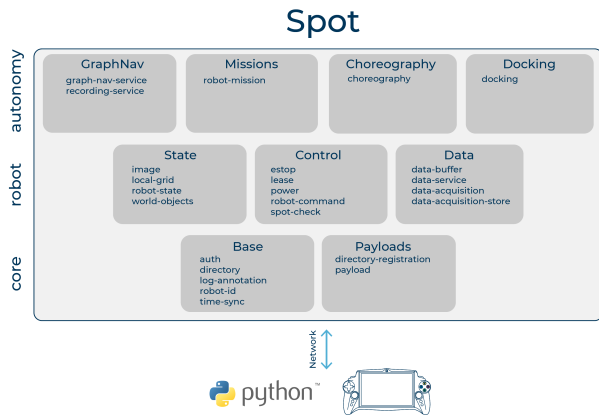 Spot
autonomy
GraphNav
graph-nav-service
recording-service
Missions
robot-mission
Choreography
choreography
Docking
docking
robot
State
image
local-grid
robot-state
world-objects
Control
estop
lease
power
robot-command
spot-check
Data
data-buffer
data-service
data-acquisition
data-acquisition-store
core
Base
auth
directory
log-annotation
robot-id
time-sync
Payloads
directory-registration
payload
Network
python™